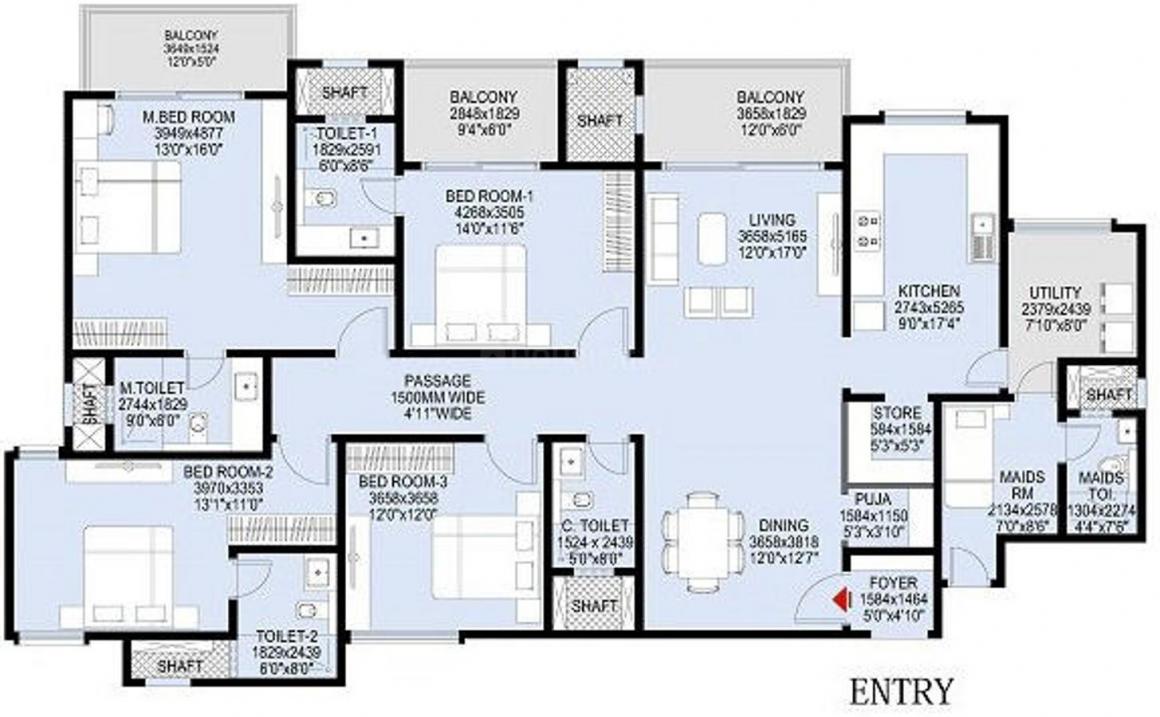 BALCONY
3649x1524
12'0"x5'0"
SHAFT
BALCONY
2848x1829
9'4"x6'0"
SHAFT
BALCONY
3658x1829
12'0"x6'0"
M.BED ROOM
3949x4877
13'0"x16'0"
TOILET-1
1829x2591
6'0"x8'6"
BED ROOM-1
4268x3505
14'0"x11'6"
LIVING
3658x5165
12'0"x17'0"
KITCHEN
2743x5265
9'0"x17'4"
UTILITY
2379x2439
7'10"x8'0"
SHAFT
M.TOILET
2744x1829
9'0"x6'0"
PASSAGE
1500MM WIDE
4'11"WIDE
STORE
584x1584
5'3"x5'3"
SHAFT
BED ROOM-2
3970x3353
13'1"x11'0"
BED ROOM-3
3658x3658
12'0"x12'0"
C. TOILET
1524 x 2439
5'0"x8'0"
DINING
3658x3818
12'0"x12'7"
PUJA
1584x1150
5'3"x3'10"
MAIDS
RM
2134x2578
7'0"x8'6"
MAIDS
TOI.
1304x2274
4'4"x7'6"
FOYER
1584x1464
5'0"x4'10"
SHAFT
TOILET-2
1829x2439
6'0"x8'0"
SHAFT
ENTRY